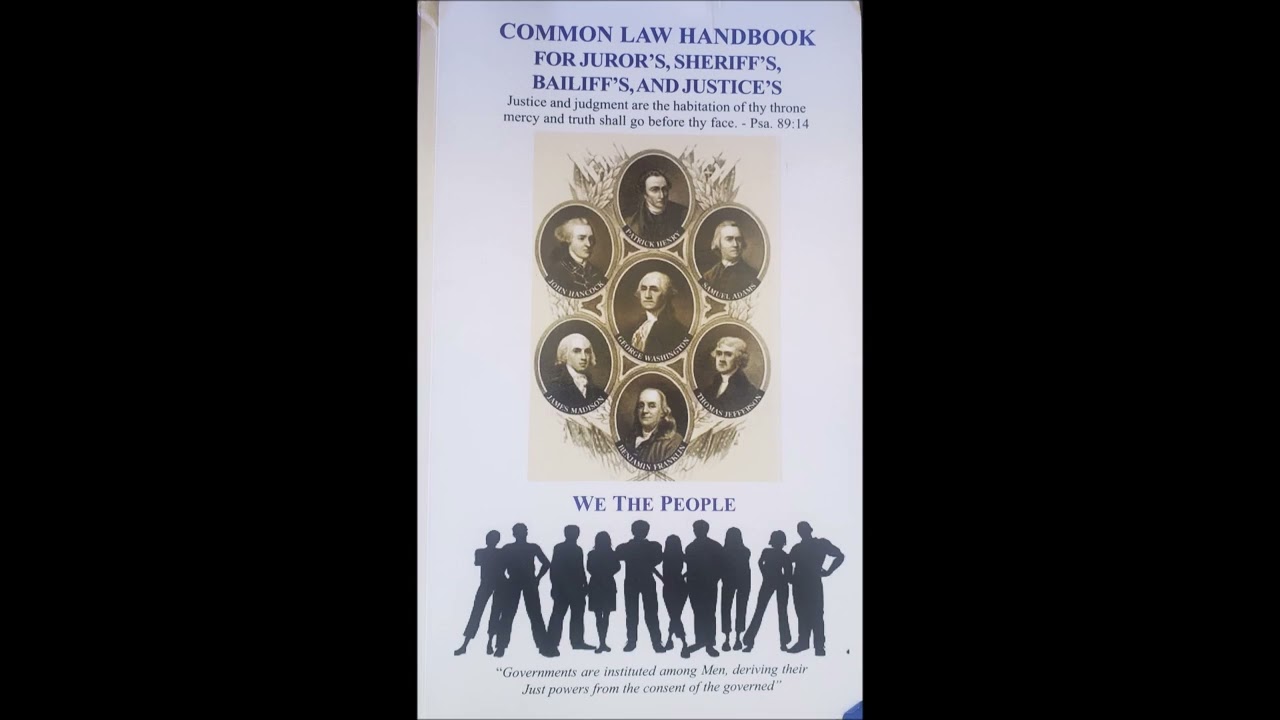 COMMON LAW HANDBOOK
FOR JUROR'S, SHERIFF'S,
BAILIFF'S, AND JUSTICE'S
Justice and judgment are the habitation of thy throne
mercy and truth shall go before thy face. - Psa. 89:14
PATRICK HENRY
JOHN HANCOCK
SAMUEL ADAMS
GEORGE WASHINGTON
JAMES MADISON
THOMAS JEFFERSON
BENJAMIN FRANKLIN
WE THE PEOPLE
“Governments are instituted among Men, deriving their
Just powers from the consent of the governed”